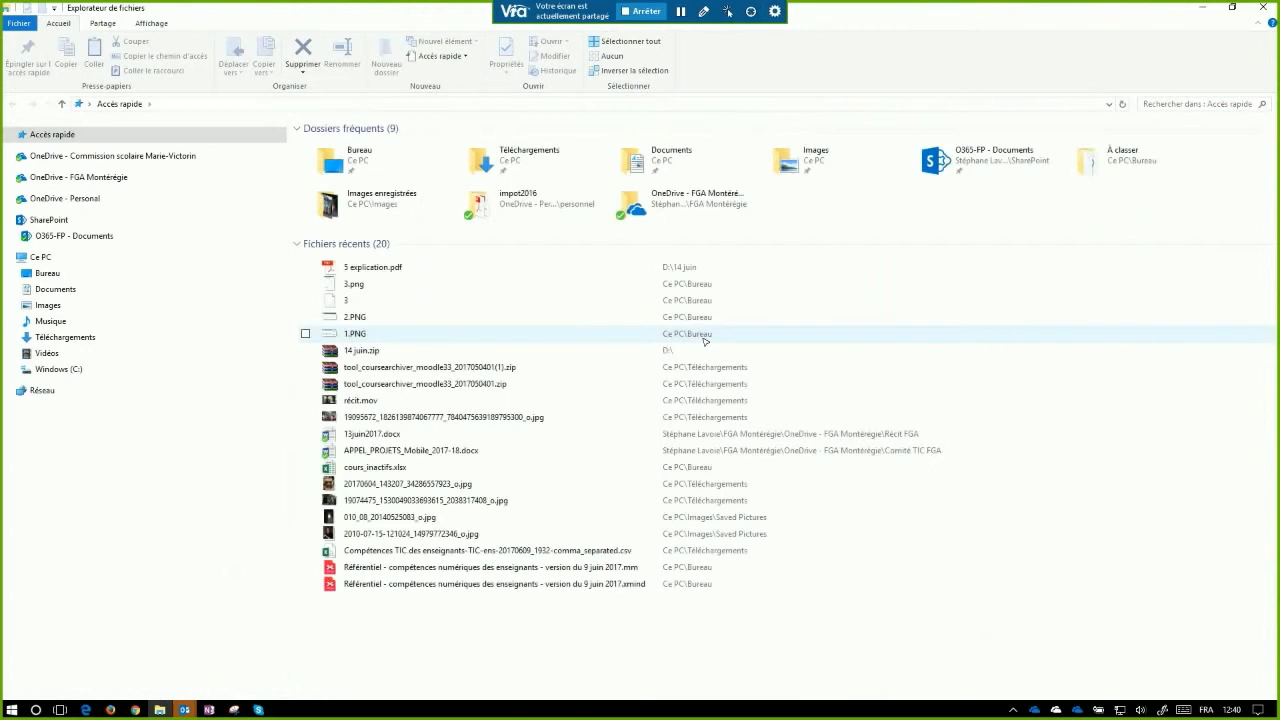 Explorateur de fichiers
Vía Votre écran est actuellement partagé Arrêter
Fichier Accueil Partage Affichage
Épingler sur l'accès rapide Copier Coller Couper Copier le chemin d'accès Coller le raccourci
Déplacer vers Copier vers Supprimer Renommer
Nouveau dossier Nouvel élément Accès rapide
Propriétés Ouvrir Modifier Historique
Sélectionner tout Aucun Inverser la sélection
Presse-papiers Organiser Nouveau Ouvrir Sélectionner
Accès rapide Rechercher dans : Accès rapide
Accès rapide
OneDrive - Commission scolaire Marie-Victorin
OneDrive - FGA Montérégie
OneDrive - Personal
SharePoint
O365-FP - Documents
Ce PC
Bureau
Documents
Images
Musique
Téléchargements
Vidéos
Windows (C:)
Réseau
Dossiers fréquents (9)
Bureau Ce PC
Téléchargements Ce PC
Documents Ce PC
Images Ce PC
O365-FP - Documents Stéphane Lav...\SharePoint
À classer Ce PC\Bureau
Images enregistrées Ce PC\Images
impot2016 OneDrive - Per...\personnel
OneDrive - FGA Montéré... Stéphan...\FGA Montérégie
Fichiers récents (20)
5 explication.pdf D:\14 juin
3.png Ce PC\Bureau
3 Ce PC\Bureau
2.PNG Ce PC\Bureau
1.PNG Ce PC\Bureau
14 juin.zip D:\
tool_coursearchiver_moodle33_2017050401(1).zip Ce PC\Téléchargements
tool_coursearchiver_moodle33_2017050401.zip Ce PC\Téléchargements
récit.mov Ce PC\Téléchargements
19095672_1826139874067777_7840475639189795300_o.jpg Ce PC\Téléchargements
13juin2017.docx Stéphane Lavoie\FGA Montérégie\OneDrive - FGA Montérégie\Récit FGA
APPEL_PROJETS_Mobile_2017-18.docx Stéphane Lavoie\FGA Montérégie\OneDrive - FGA Montérégie\Comité TIC FGA
cours_inactifs.xlsx Ce PC\Bureau
20170604_143207_34286557923_o.jpg Ce PC\Téléchargements
19074475_1530049033693615_2038317408_o.jpg Ce PC\Téléchargements
010_08_20140525083_o.jpg Ce PC\Images\Saved Pictures
2010-07-15-121024_14979772346_o.jpg Ce PC\Images\Saved Pictures
Compétences TIC des enseignants-TIC-ens-20170609_1932-comma_separated.csv Ce PC\Téléchargements
Référentiel - compétences numériques des enseignants - version du 9 juin 2017.mm Ce PC\Bureau
Référentiel - compétences numériques des enseignants - version du 9 juin 2017.xmind Ce PC\Bureau
FRA 12:40